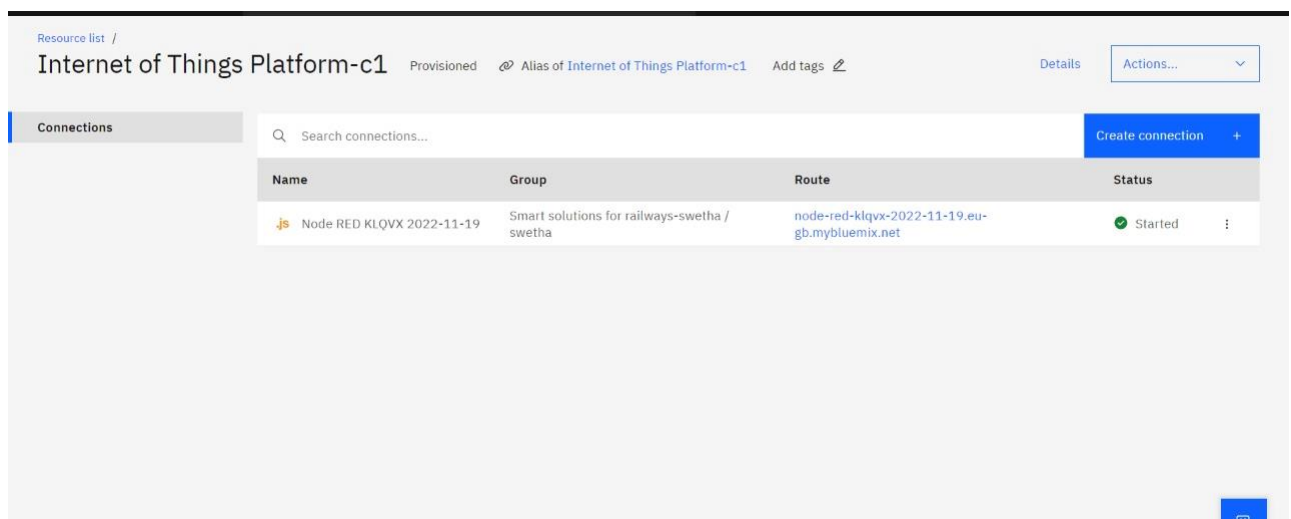 Resource list /
Internet of Things Platform-c1 Provisioned Alias of Internet of Things Platform-c1 Add tags Details Actions...
Connections
Search connections...
Create connection +
Name Group Route Status
.js Node RED KLQVX 2022-11-19 Smart solutions for railways-swetha / node-red-klqvx-2022-11-19.eu- Started
swetha gb.mybluemix.net